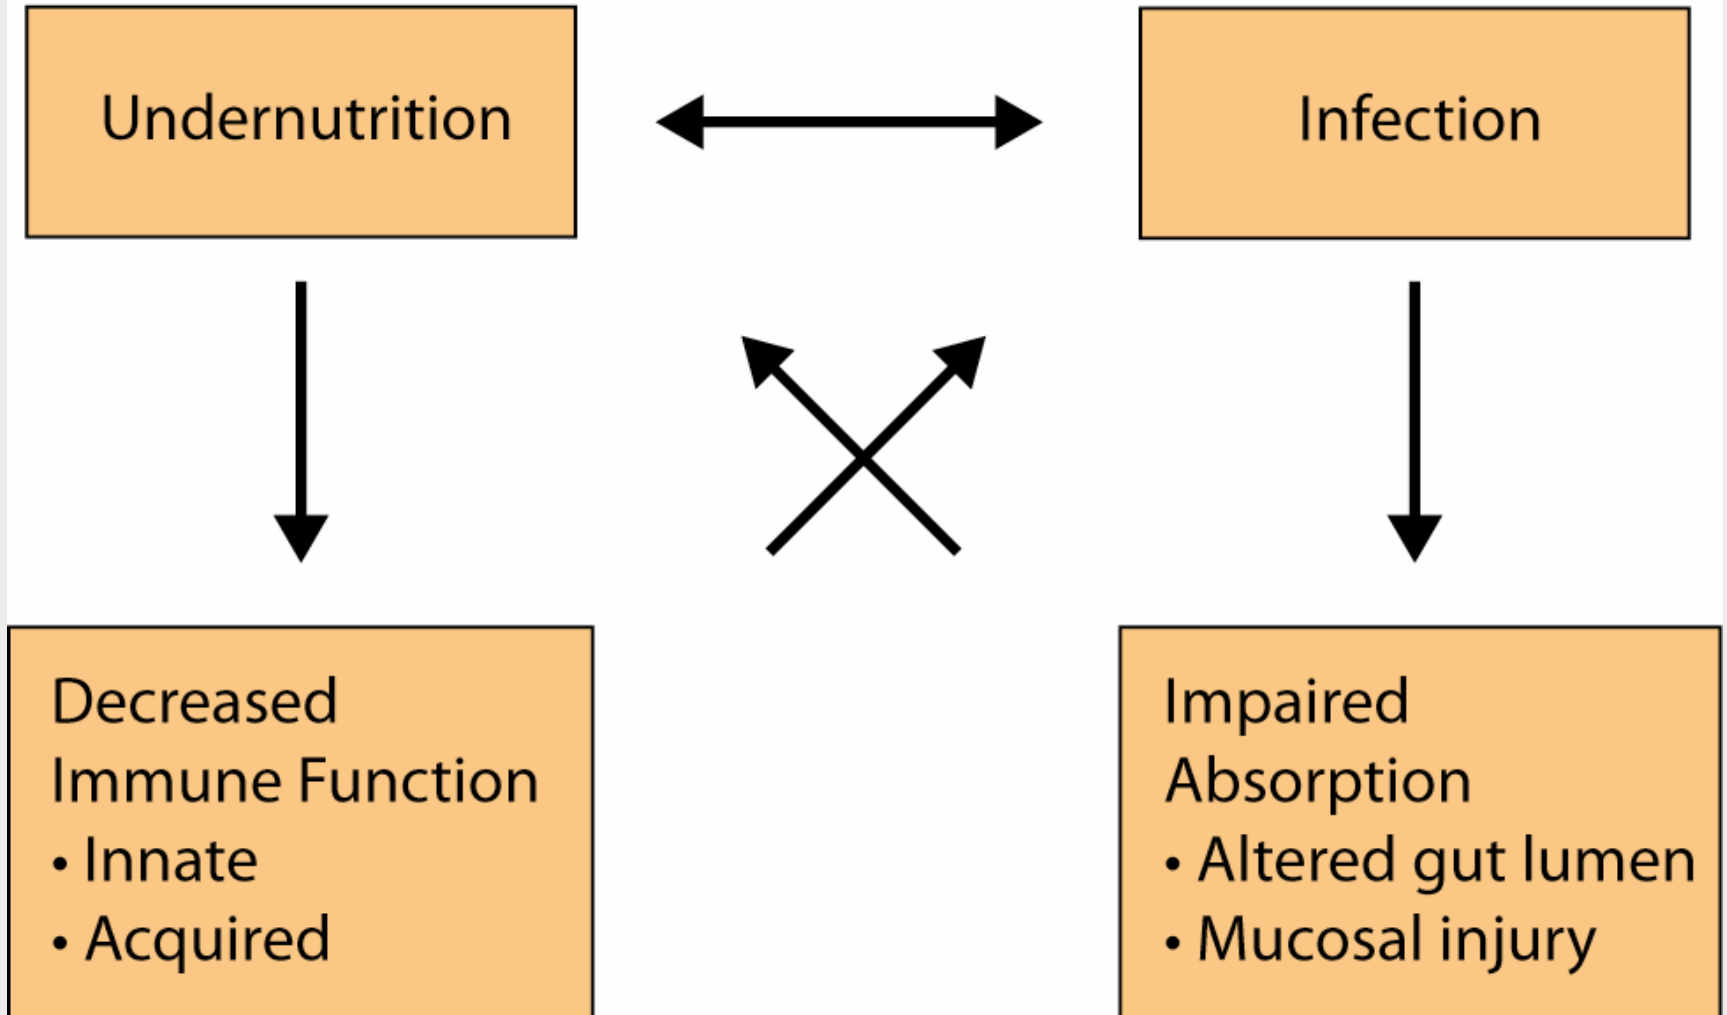 Undernutrition
Infection
Decreased
Immune Function
• Innate
• Acquired
Impaired
Absorption
• Altered gut lumen
• Mucosal injury